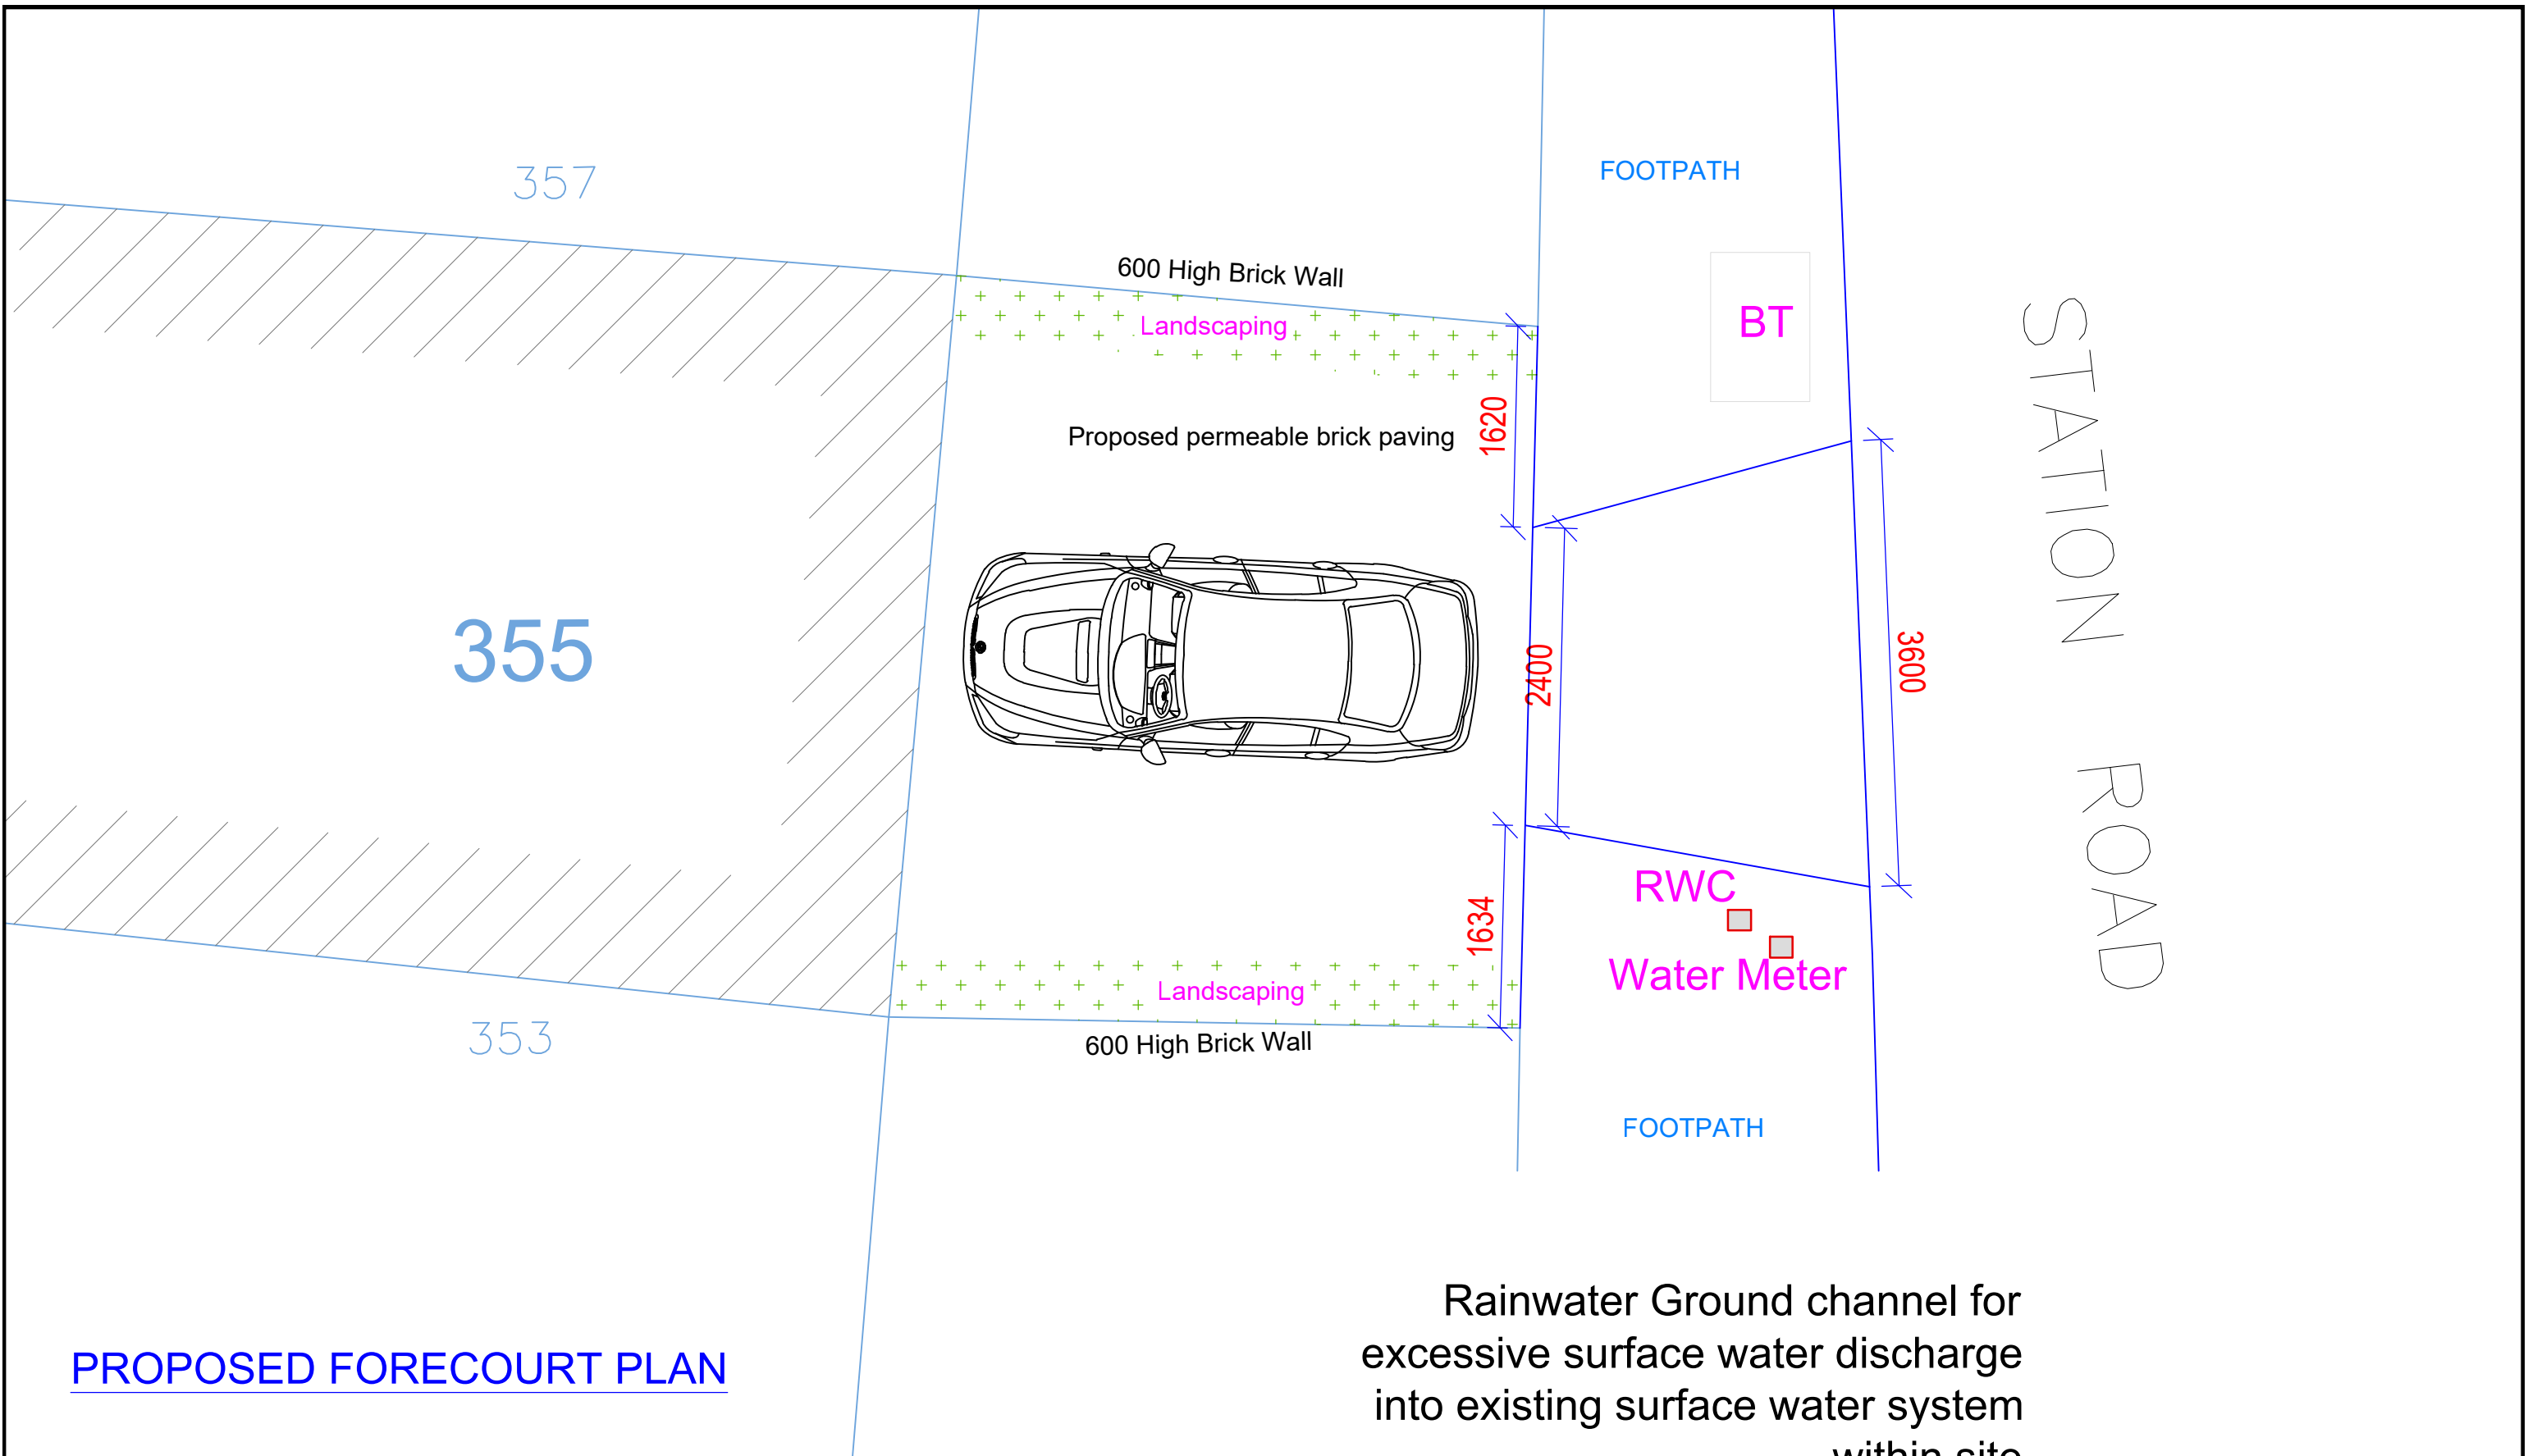 357
FOOTPATH
600 High Brick Wall
Landscaping
BT
STATION ROAD
1620
Proposed permeable brick paving
355
2400
3600
1634
RWC
Water Meter
Landscaping
353
600 High Brick Wall
FOOTPATH
Rainwater Ground channel for
excessive surface water discharge
into existing surface water system
within site
PROPOSED FORECOURT PLAN